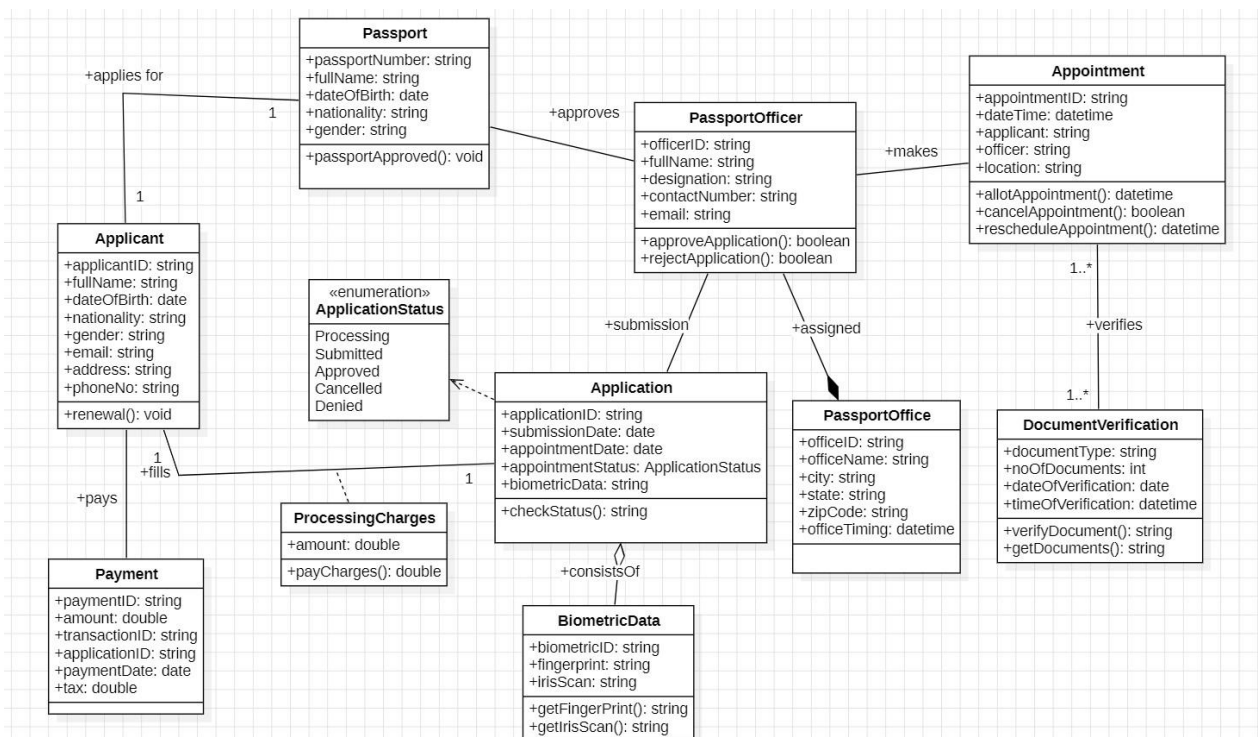 Passport
+passportNumber: string
+fullName: string
+dateOfBirth: date
+nationality: string
+gender: string
+passportApproved(): void
+applies for
1
1
+approves
PassportOfficer
+officerID: string
+fullName: string
+designation: string
+contactNumber: string
+email: string
+approveApplication(): boolean
+rejectApplication(): boolean
+makes
Appointment
+appointmentID: string
+dateTime: datetime
+applicant: string
+officer: string
+location: string
+allotAppointment(): datetime
+cancelAppointment(): boolean
+rescheduleAppointment(): datetime
Applicant
+applicantID: string
+fullName: string
+dateOfBirth: date
+nationality: string
+gender: string
+email: string
+address: string
+phoneNo: string
+renewal(): void
«enumeration»
ApplicationStatus
Processing
Submitted
Approved
Cancelled
Denied
+submission
+assigned
1..*
+verifies
1..*
Application
+applicationID: string
+submissionDate: date
+appointmentDate: date
+appointmentStatus: ApplicationStatus
+biometricData: string
+checkStatus(): string
PassportOffice
+officeID: string
+officeName: string
+city: string
+state: string
+zipCode: string
+officeTiming: datetime
DocumentVerification
+documentType: string
+noOfDocuments: int
+dateOfVerification: date
+timeOfVerification: datetime
+verifyDocument(): string
+getDocuments(): string
1
+fills
1
+pays
ProcessingCharges
+amount: double
+payCharges(): double
Payment
+paymentID: string
+amount: double
+transactionID: string
+applicationID: string
+paymentDate: date
+tax: double
+consistsOf
BiometricData
+biometricID: string
+fingerprint: string
+irisScan: string
+getFingerPrint(): string
+getIrisScan(): string